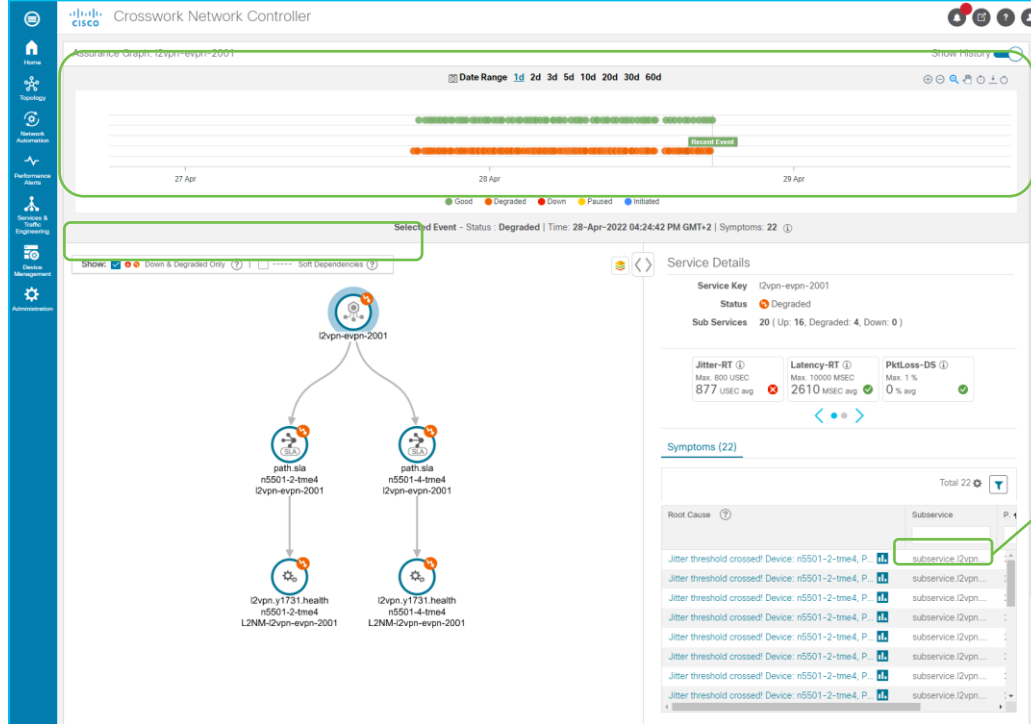 CISCO Crosswork Network Controller
Home
Topology
Network
Automation
Performance
Alerts
Services &
Traffic
Engineering
Device
Management
Administration
Assurance Graph: l2vpn-evpn-2001
Show History
Date Range 1d 2d 3d 5d 10d 20d 30d 60d
Recent Event
27 Apr 28 Apr 29 Apr
Good Degraded Down Paused Initiated
Selected Event - Status : Degraded | Time: 28-Apr-2022 04:24:42 PM GMT+2 | Symptoms: 22
Show: Down & Degraded Only | ----- Soft Dependencies
l2vpn-evpn-2001
SLA
path.sla
n5501-2-tme4
l2vpn-evpn-2001
SLA
path.sla
n5501-4-tme4
l2vpn-evpn-2001
l2vpn.y1731.health
n5501-2-tme4
L2NM-l2vpn-evpn-2001
l2vpn.y1731.health
n5501-4-tme4
L2NM-l2vpn-evpn-2001
Service Details
Service Key l2vpn-evpn-2001
Status Degraded
Sub Services 20 ( Up: 16, Degraded: 4, Down: 0 )
Jitter-RT
Max. 800 USEC
877 USEC avg
Latency-RT
Max. 10000 MSEC
2610 MSEC avg
PktLoss-DS
Max. 1 %
0 % avg
Symptoms (22)
Total 22
Root Cause Subservice P.
Jitter threshold crossed! Device: n5501-2-tme4, P... subservice.l2vpn....
Jitter threshold crossed! Device: n5501-2-tme4, P... subservice.l2vpn....
Jitter threshold crossed! Device: n5501-2-tme4, P... subservice.l2vpn....
Jitter threshold crossed! Device: n5501-2-tme4, P... subservice.l2vpn....
Jitter threshold crossed! Device: n5501-2-tme4, P... subservice.l2vpn....
Jitter threshold crossed! Device: n5501-2-tme4, P... subservice.l2vpn....
Jitter threshold crossed! Device: n5501-2-tme4, P... subservice.l2vpn....
Jitter threshold crossed! Device: n5501-2-tme4, P... subservice.l2vpn....